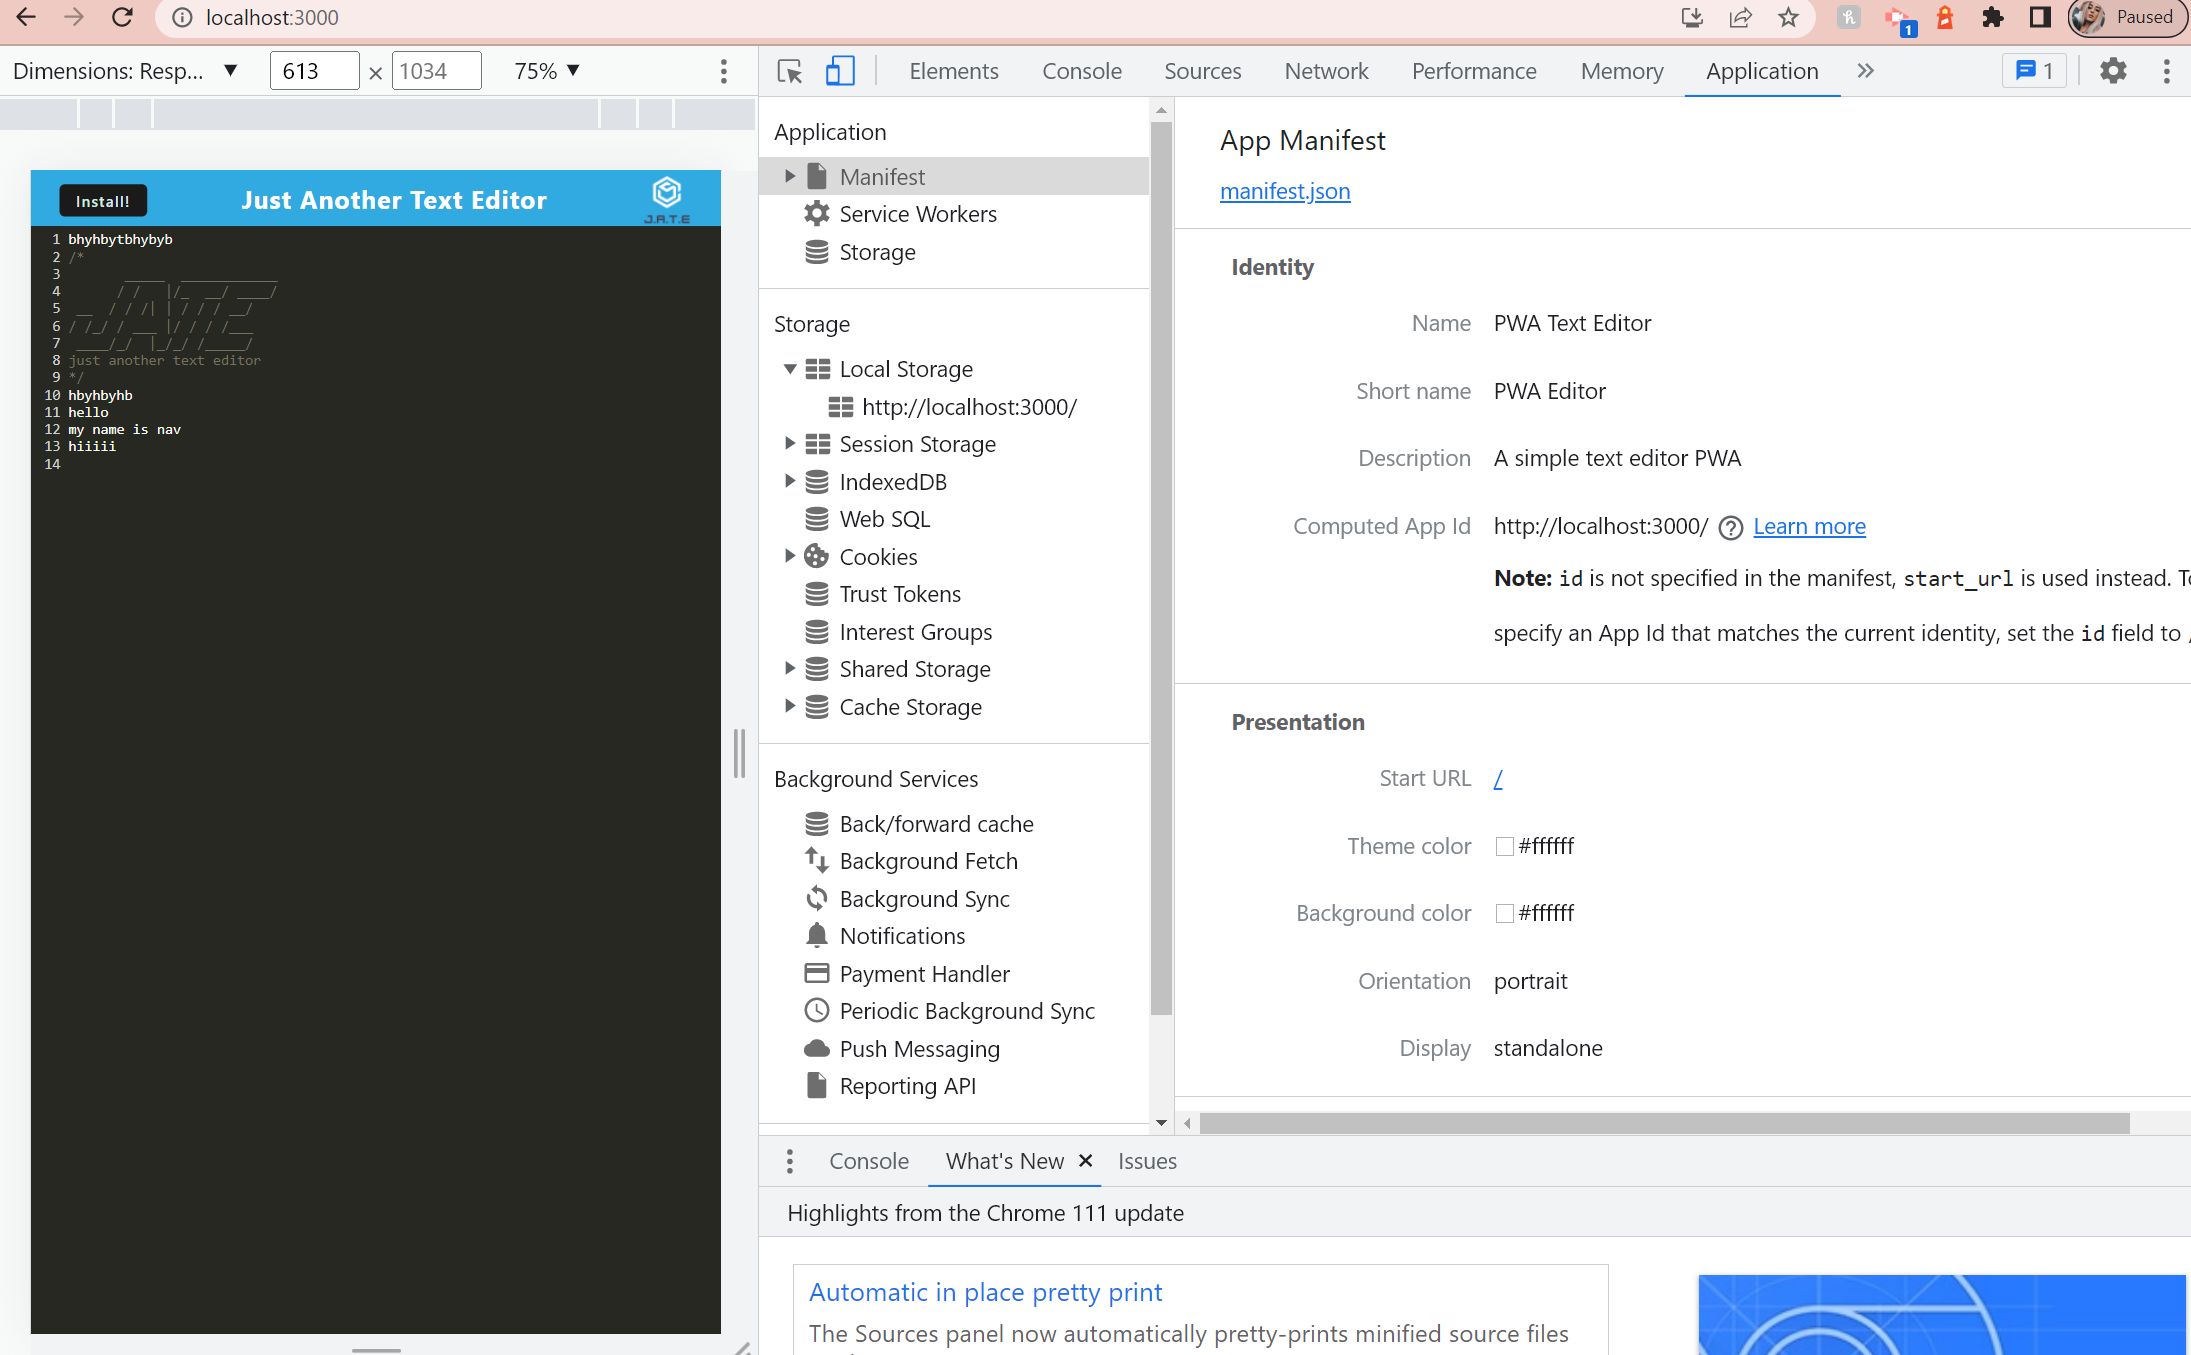 localhost:3000
1
Paused
Dimensions: Resp...
613 × 1034
75%
Elements Console Sources Network Performance Memory Application
1
Install!
Just Another Text Editor
J.A.T.E
1 bhyhbytbhybyb
2 /*
3
4
5
6
7
8 just another text editor
9 */
10 hbyhbyhb
11 hello
12 my name is nav
13 hiiiii
14
Application
Manifest
Service Workers
Storage
Storage
Local Storage
http://localhost:3000/
Session Storage
IndexedDB
Web SQL
Cookies
Trust Tokens
Interest Groups
Shared Storage
Cache Storage
Background Services
Back/forward cache
Background Fetch
Background Sync
Notifications
Payment Handler
Periodic Background Sync
Push Messaging
Reporting API
App Manifest
manifest.json
Identity
Name PWA Text Editor
Short name PWA Editor
Description A simple text editor PWA
Computed App Id http://localhost:3000/ Learn more
Note: id is not specified in the manifest, start_url is used instead.
specify an App Id that matches the current identity, set the id field to
Presentation
Start URL /
Theme color #ffffff
Background color #ffffff
Orientation portrait
Display standalone
Console What's New Issues
Highlights from the Chrome 111 update
Automatic in place pretty print
The Sources panel now automatically pretty-prints minified source files